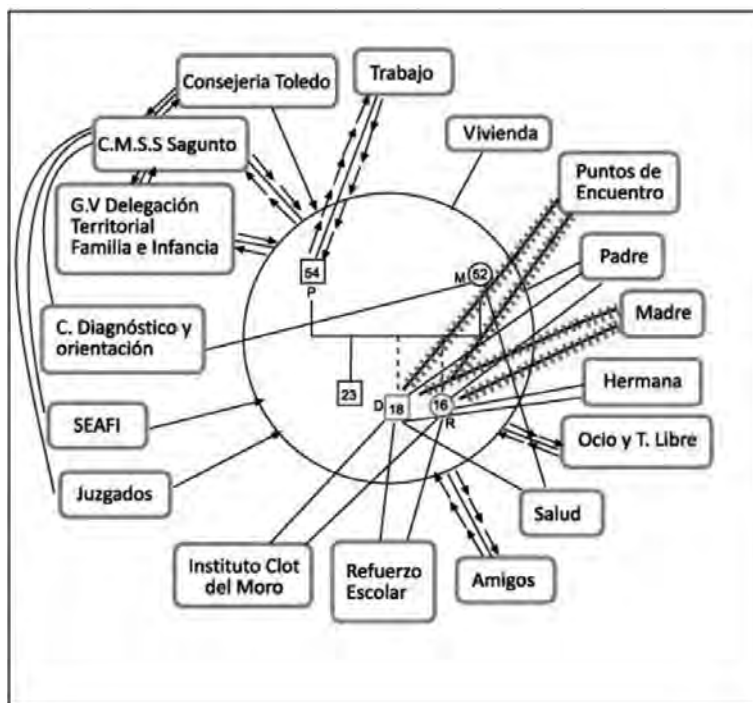 Consejeria Toledo
Trabajo
C.M.S.S Sagunto
Vivienda
G.V Delegación
Territorial
Familia e Infancia
Puntos de
Encuentro
Padre
54
P
M
52
Madre
C. Diagnóstico y
orientación
Hermana
23
D
18
16
R
SEAFI
Ocio y T. Libre
Juzgados
Salud
Instituto Clot
del Moro
Refuerzo
Escolar
Amigos